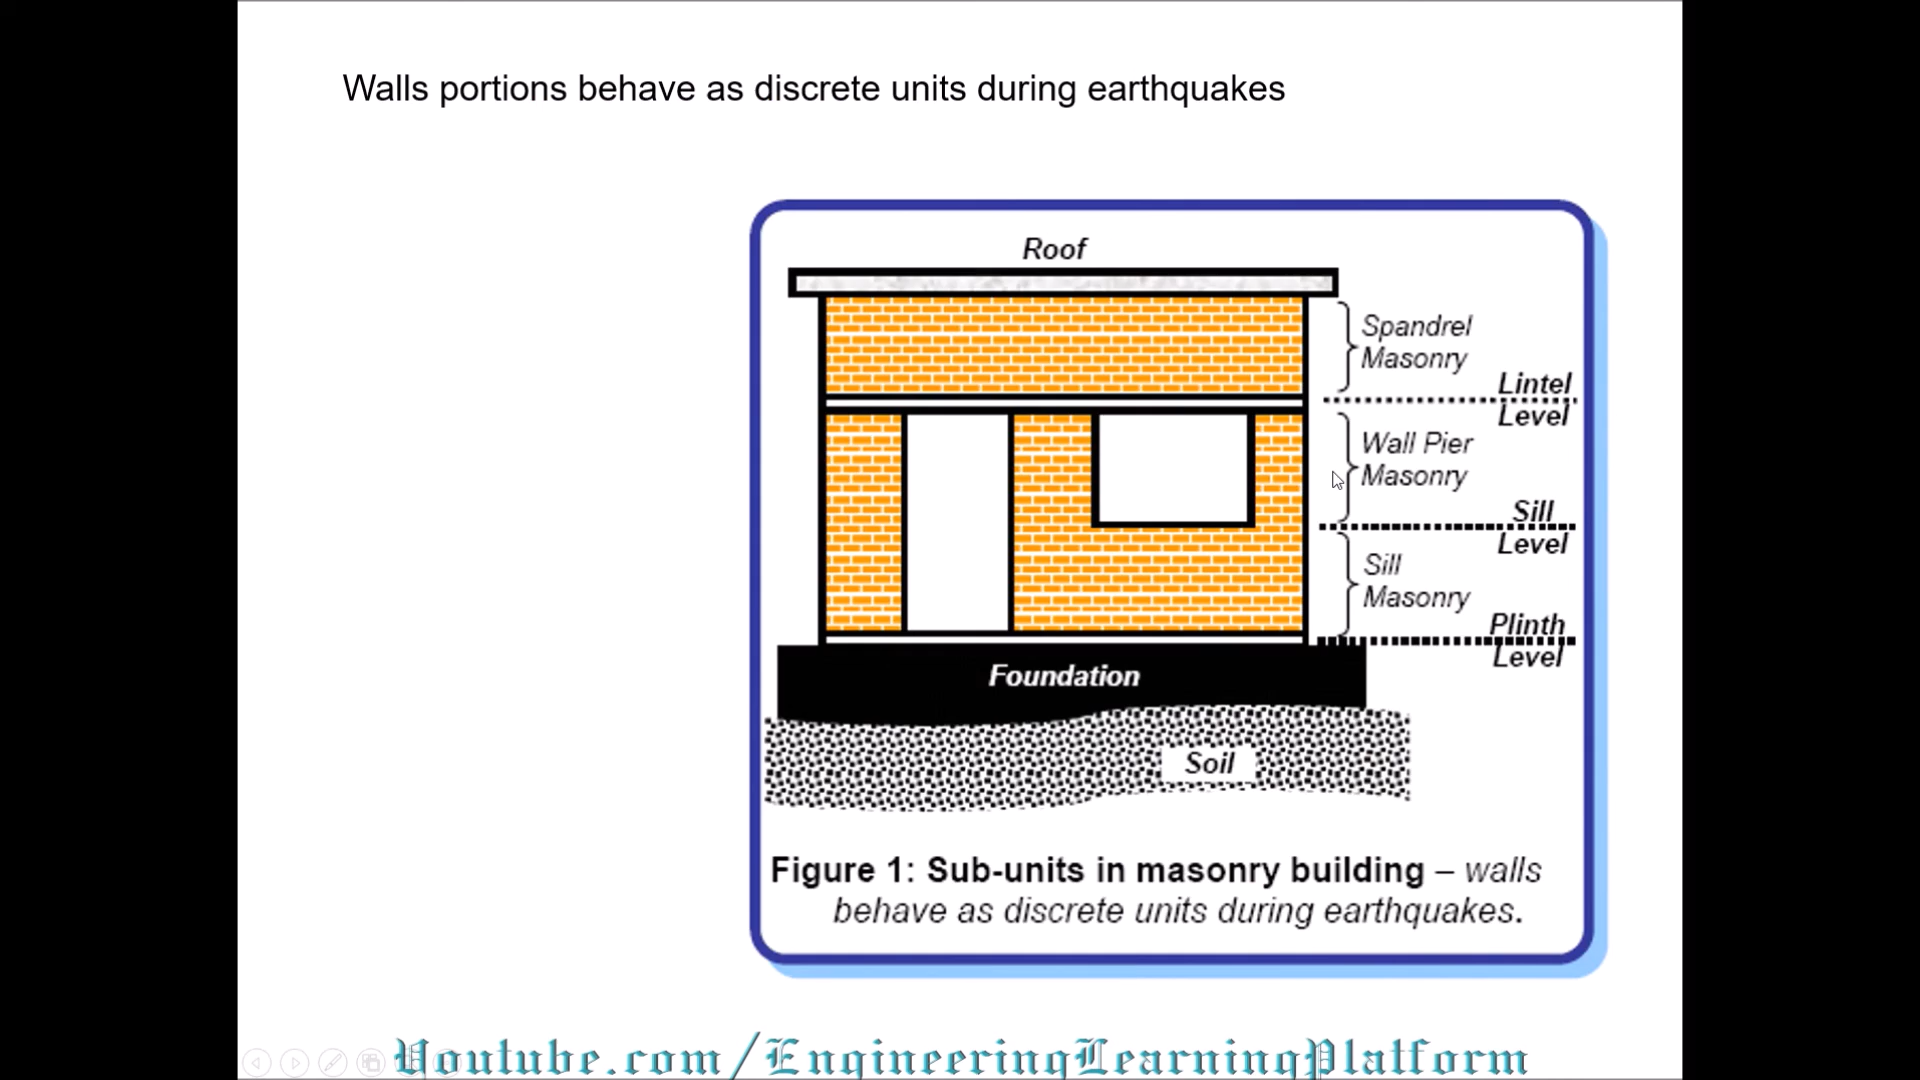 Walls portions behave as discrete units during earthquakes
Roof
Spandrel
Masonry
Lintel
Level
Wall Pier
Masonry
Sill
Level
Sill
Masonry
Plinth
Level
Foundation
Soil
Figure 1: Sub-units in masonry building – walls
behave as discrete units during earthquakes.
Youtube.com/EngineeringLearningPlatform